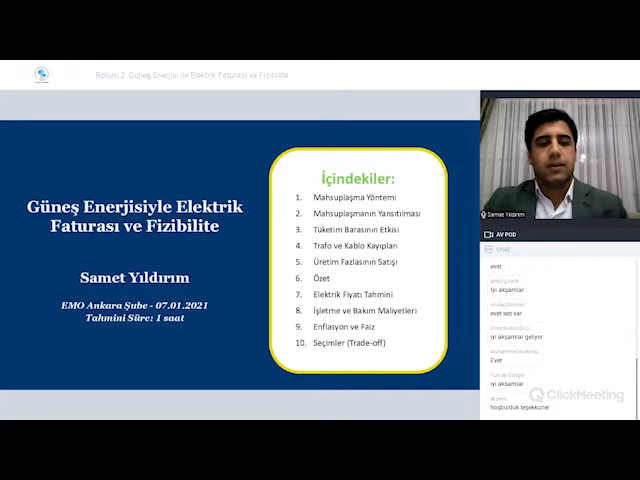 Bölüm 2: Güneş Enerjisi ile Elektrik Faturası ve Fizibilite
Güneş Enerjisiyle Elektrik
Faturası ve Fizibilite
Samet Yıldırım
EMO Ankara Şube - 07.01.2021
Tahmini Süre: 1 saat
İçindekiler:
1. Mahsuplaşma Yöntemi
2. Mahsuplaşmanın Yansıtılması
3. Tüketim Barasının Etkisi
4. Trafo ve Kablo Kayıpları
5. Üretim Fazlasının Satışı
6. Özet
7. Elektrik Fiyatı Tahmini
8. İşletme ve Bakım Maliyetleri
9. Enflasyon ve Faiz
10. Seçimler (Trade-off)
Samet Yıldırım
AV POD
CHAT
evet
iyi akşamlar
evet ses var
iyi akşamlar geliyor
Evet
iyi akşamlar
hoşbulduk teşekkürler
ClickMeeting